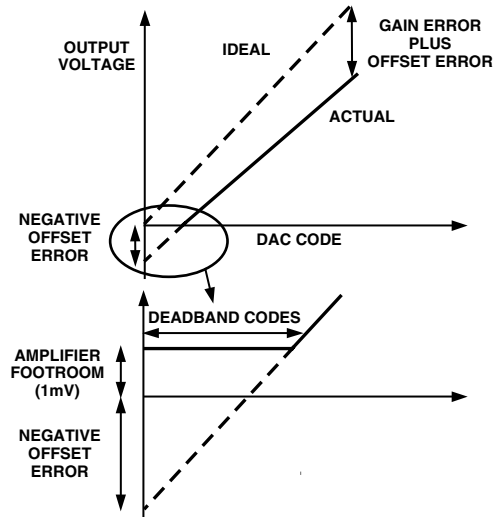 OUTPUT
VOLTAGE
IDEAL
GAIN ERROR
PLUS
OFFSET ERROR
ACTUAL
NEGATIVE
OFFSET
ERROR
DAC CODE
DEADBAND CODES
AMPLIFIER
FOOTROOM
(1mV)
NEGATIVE
OFFSET
ERROR